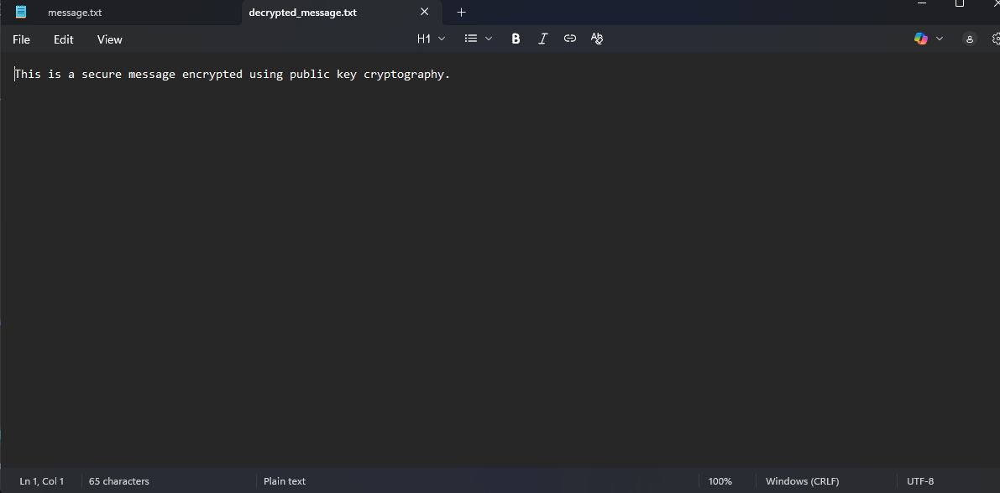 message.txt
decrypted_message.txt
File Edit View H1 B I
This is a secure message encrypted using public key cryptography.
Ln 1, Col 1 65 characters Plain text 100% Windows (CRLF) UTF-8